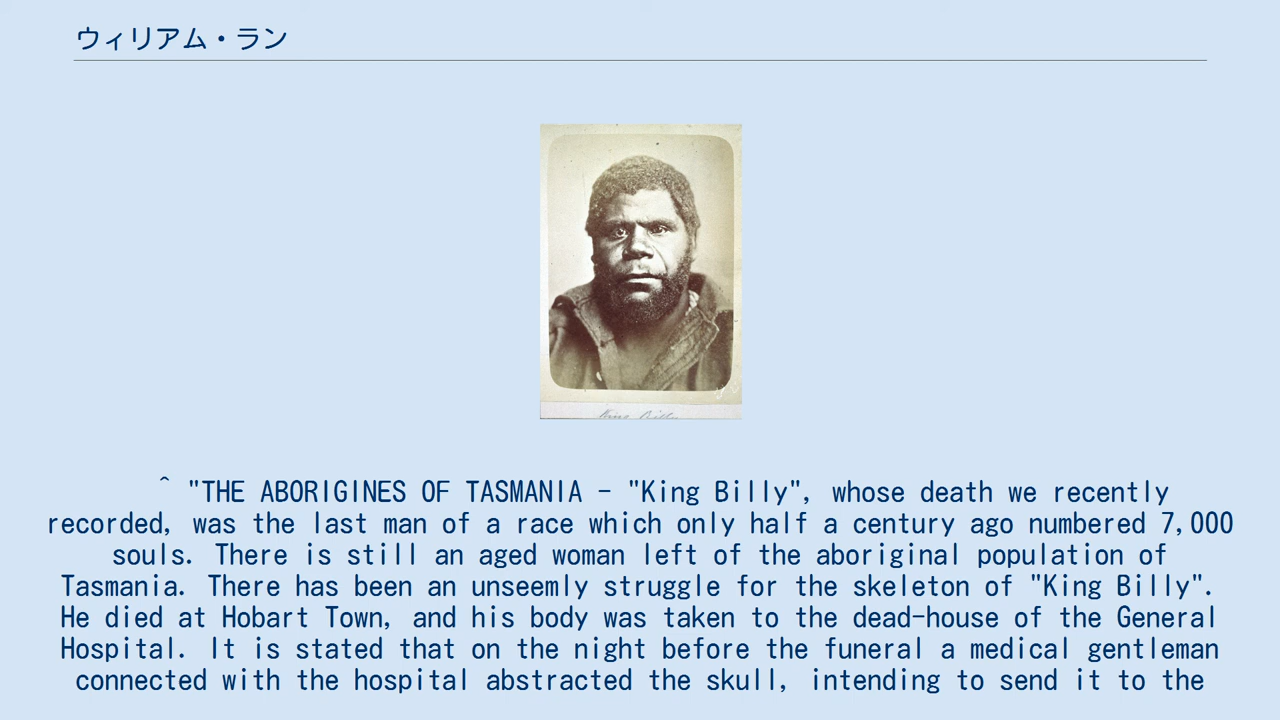 ウィリアム・ラン
King Billy
^ "THE ABORIGINES OF TASMANIA - "King Billy", whose death we recently
recorded, was the last man of a race which only half a century ago numbered 7,000
souls. There is still an aged woman left of the aboriginal population of
Tasmania. There has been an unseemly struggle for the skeleton of "King Billy".
He died at Hobart Town, and his body was taken to the dead-house of the General
Hospital. It is stated that on the night before the funeral a medical gentleman
connected with the hospital abstracted the skull, intending to send it to the